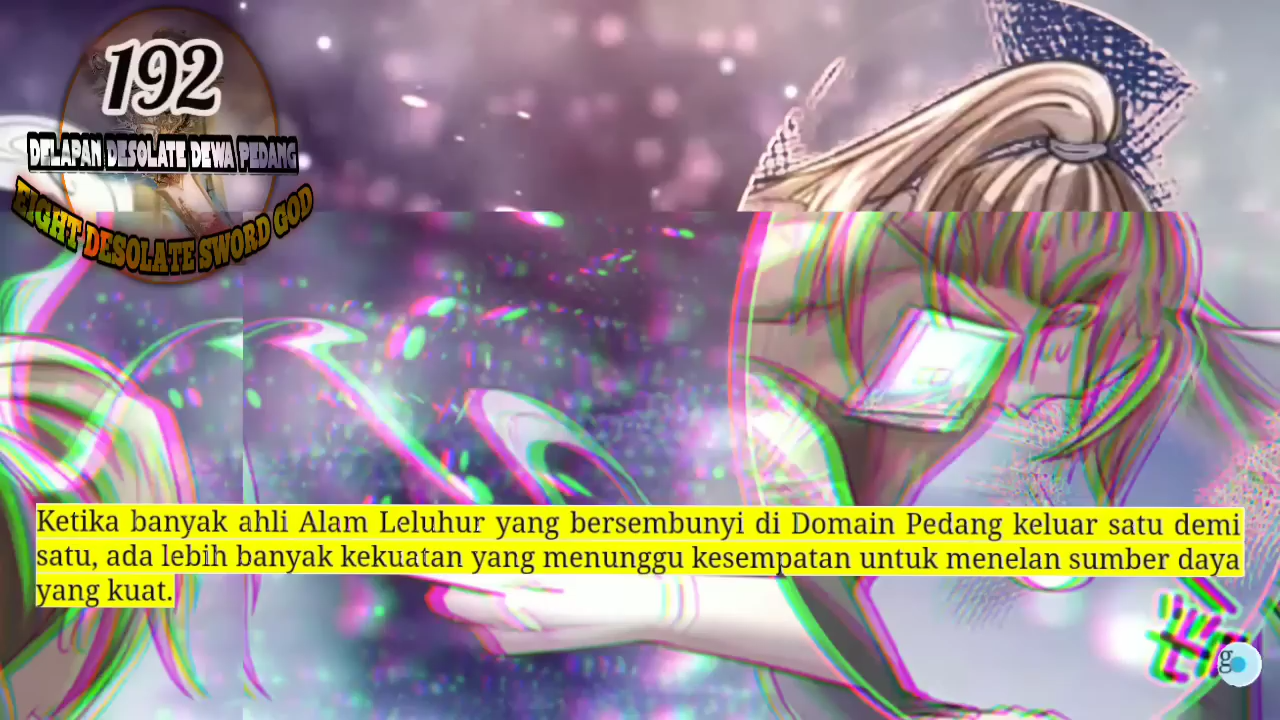 192
DELAPAN DESOLATE DEWA PEDANG
EIGHT DESOLATE SWORD GOD
Ketika banyak ahli Alam Leluhur yang bersembunyi di Domain Pedang keluar satu demi
satu, ada lebih banyak kekuatan yang menunggu kesempatan untuk menelan sumber daya
yang kuat.
g